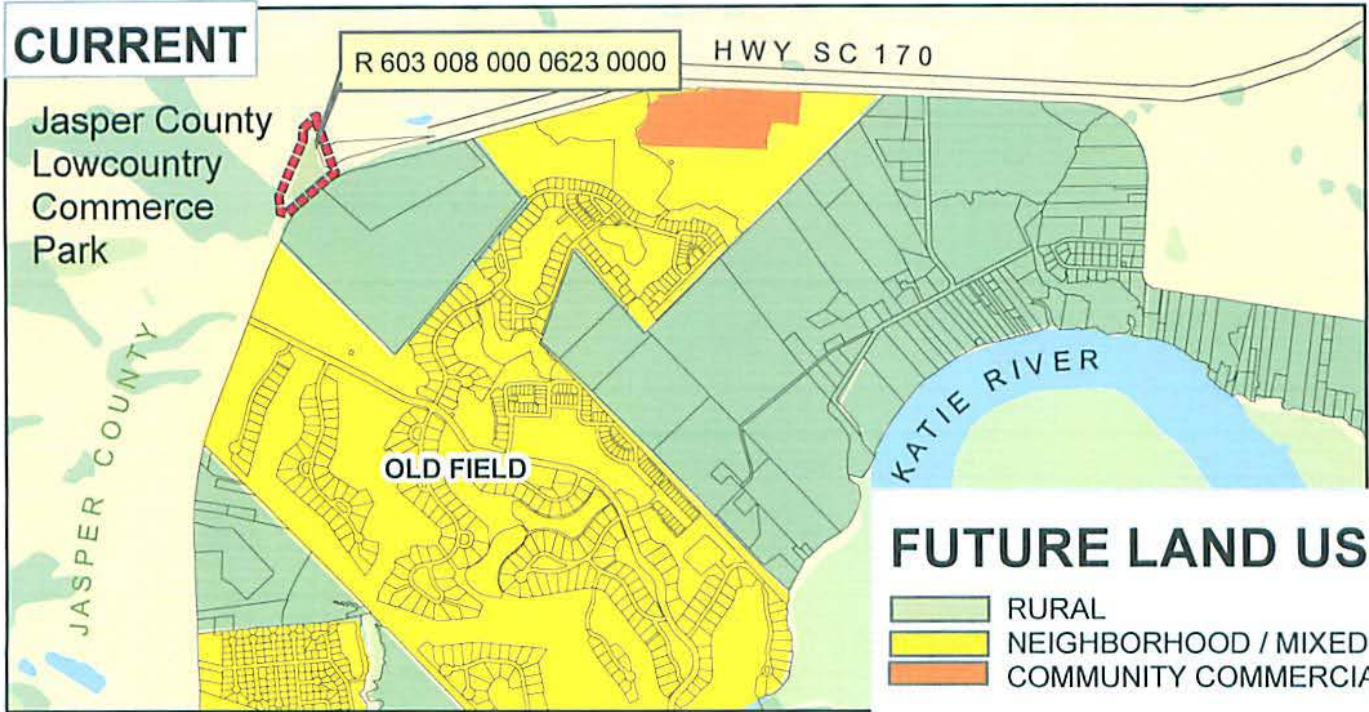 CURRENT
R 603 008 000 0623 0000
HWY SC 170
Jasper County
Lowcountry
Commerce
Park
JASPER COUNTY
OLD FIELD
KATIE RIVER
FUTURE LAND US
RURAL
NEIGHBORHOOD / MIXED
COMMUNITY COMMERCIA